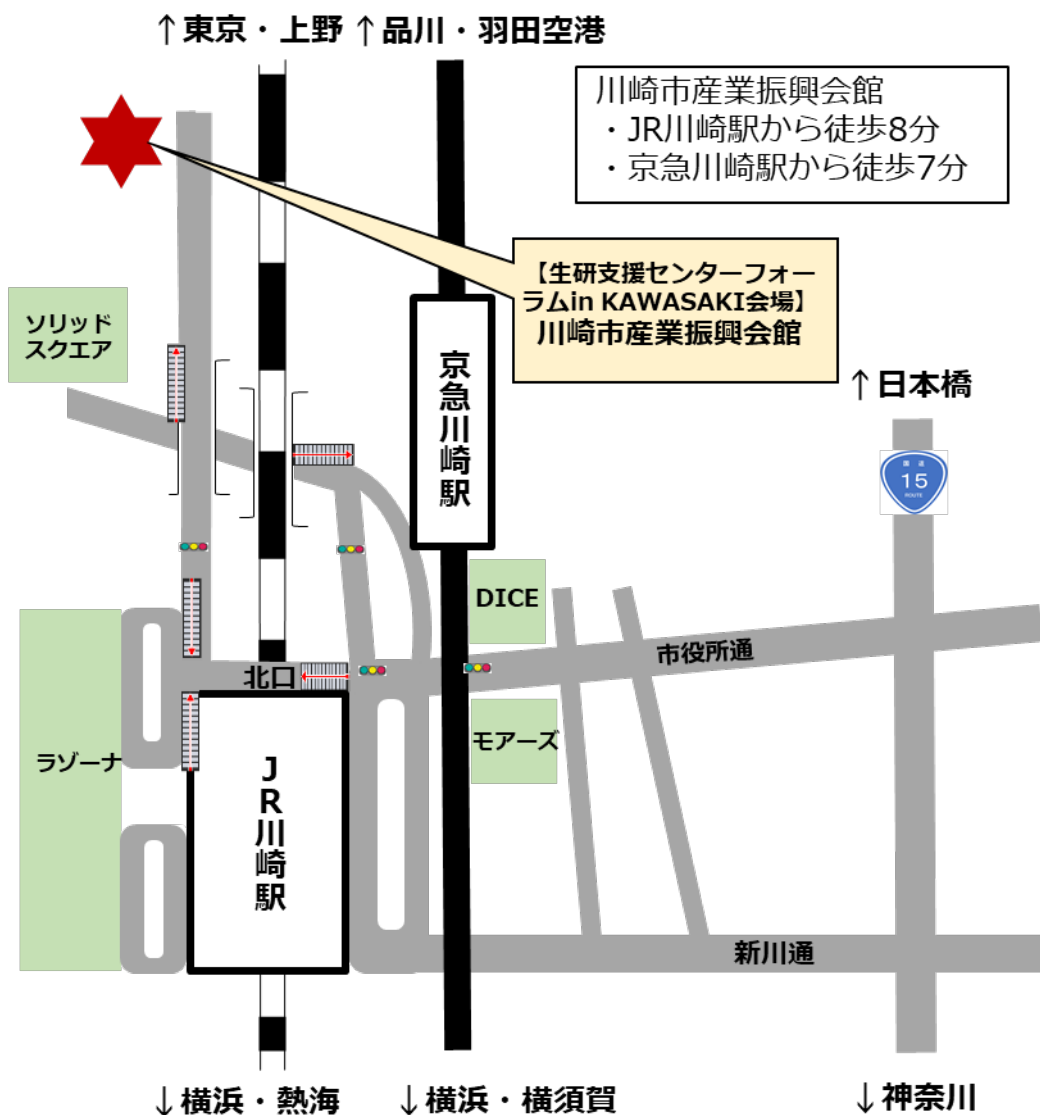 ↑東京・上野
↑品川・羽田空港
川崎市産業振興会館
・JR川崎駅から徒歩8分
・京急川崎駅から徒歩7分
【生研支援センターフォー
ラムin KAWASAKI会場】
川崎市産業振興会館
ソリッド
スクエア
京急川崎駅
↑日本橋
国道
15
ROUTE
DICE
市役所通
北口
モアーズ
ラゾーナ
JR川崎駅
新川通
↓横浜・熱海
↓横浜・横須賀
↓神奈川